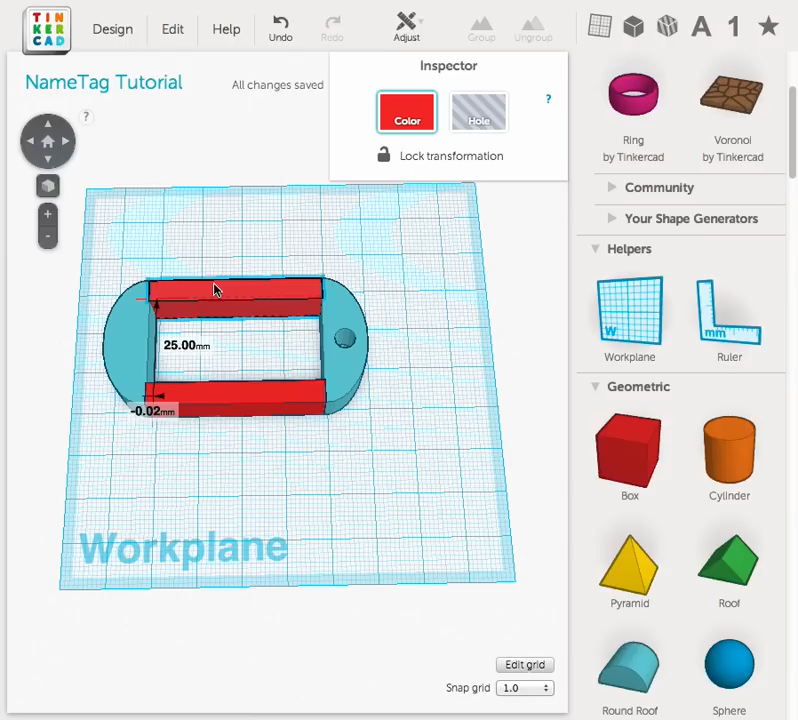 TIN
KER
CAD
Design
Edit
Help
Undo
Redo
Adjust
Group
Ungroup
A 1
NameTag Tutorial
All changes saved
Inspector
Color
Hole
?
Lock transformation
?
+
-
25.00mm
-0.02mm
Workplane
Edit grid
Snap grid 1.0
Ring
by Tinkercad
Voronoi
by Tinkercad
Community
Your Shape Generators
Helpers
W
mm
Workplane
Ruler
Geometric
Box
Cylinder
Pyramid
Roof
Round Roof
Sphere